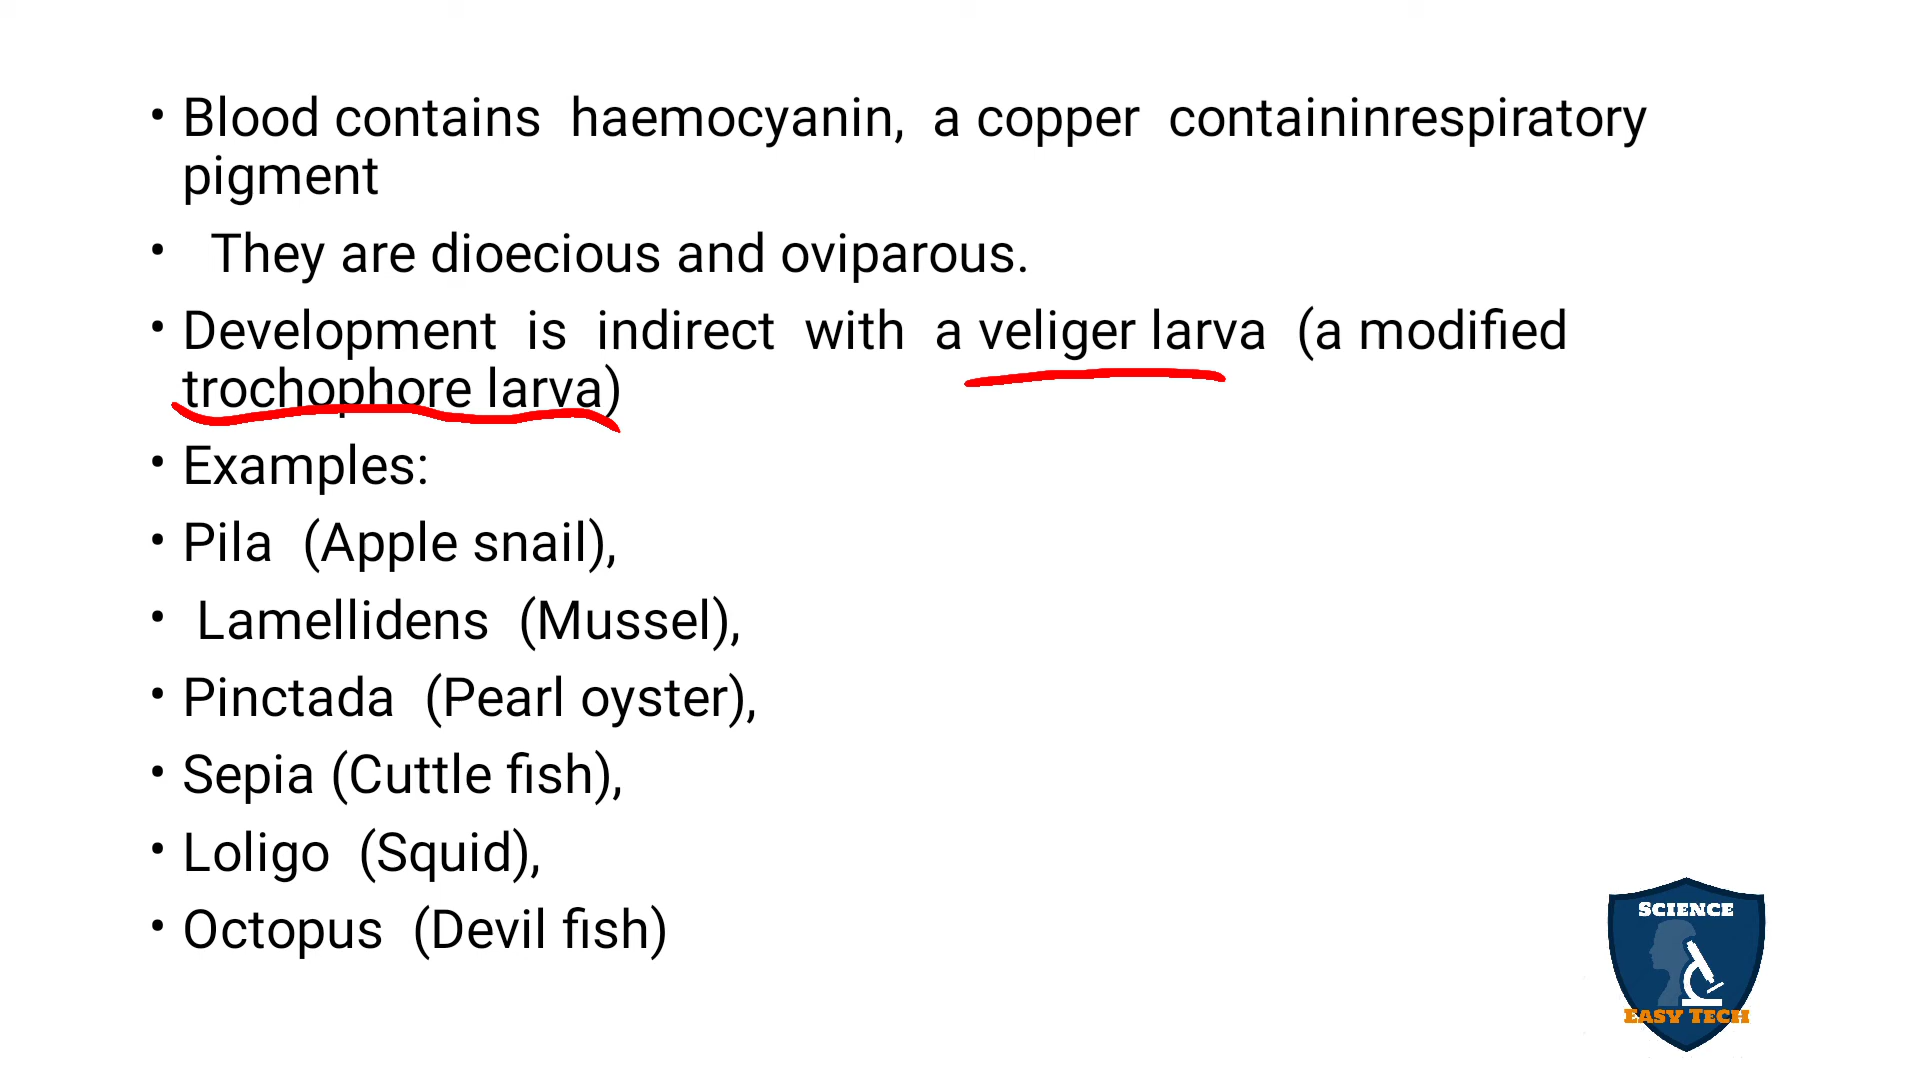 • Blood contains haemocyanin, a copper containinrespiratory
pigment
• They are dioecious and oviparous.
• Development is indirect with a veliger larva (a modified
trochophore larva)
• Examples:
• Pila (Apple snail),
• Lamellidens (Mussel),
• Pinctada (Pearl oyster),
• Sepia (Cuttle fish),
• Loligo (Squid),
• Octopus (Devil fish)
SCIENCE
EASY TECH